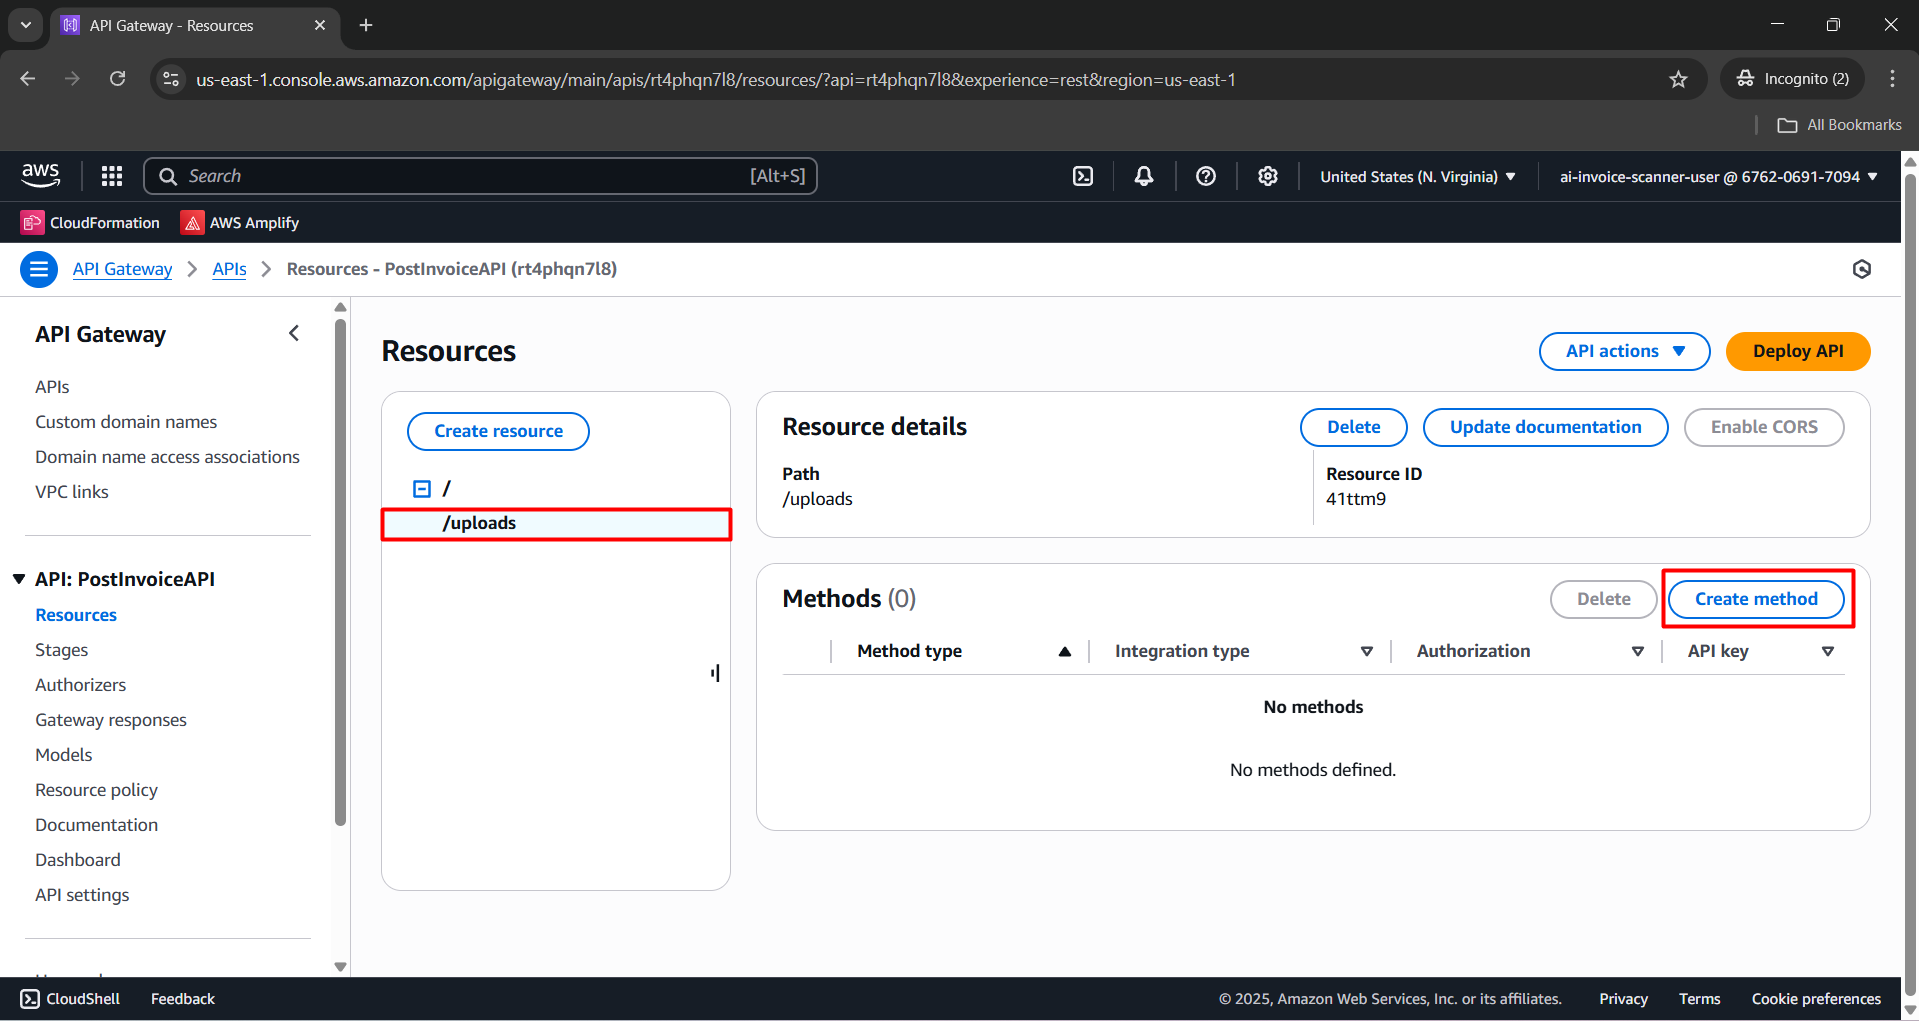 API Gateway - Resources
us-east-1.console.aws.amazon.com/apigateway/main/apis/rt4phqn7l8/resources/?api=rt4phqn7l8&experience=rest&region=us-east-1
Incognito (2)
All Bookmarks
aws
Search
[Alt+S]
United States (N. Virginia)
ai-invoice-scanner-user @ 6762-0691-7094
CloudFormation
AWS Amplify
API Gateway
APIs
Resources - PostInvoiceAPI (rt4phqn7l8)
API Gateway
APIs
Custom domain names
Domain name access associations
VPC links
API: PostInvoiceAPI
Resources
Stages
Authorizers
Gateway responses
Models
Resource policy
Documentation
Dashboard
API settings
Resources
API actions
Deploy API
Create resource
/
/uploads
Resource details
Delete
Update documentation
Enable CORS
Path
/uploads
Resource ID
41ttm9
Methods (0)
Delete
Create method
Method type
Integration type
Authorization
API key
No methods
No methods defined.
CloudShell
Feedback
© 2025, Amazon Web Services, Inc. or its affiliates.
Privacy
Terms
Cookie preferences